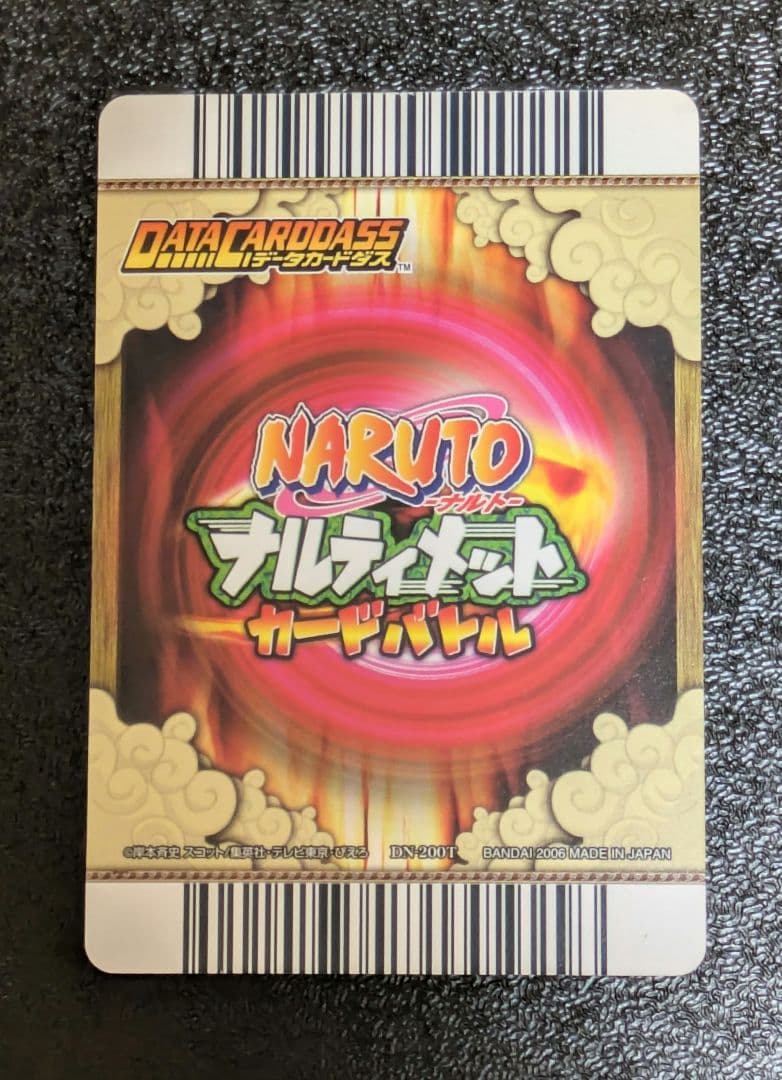 DATA CARDDASS
データカードダス™
NARUTO
-ナルト-
ナルティメット
カードバトル
©岸本斉史 スコット/集英社・テレビ東京・ぴえろ DN-200T BANDAI 2006 MADE IN JAPAN